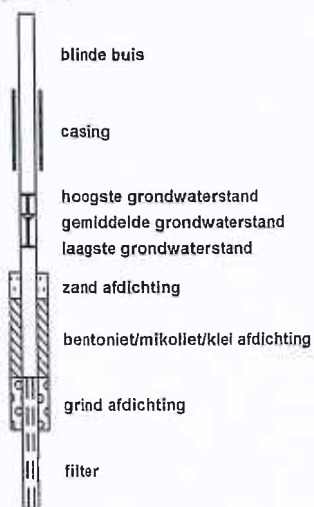 blinde buis
casing
hoogste grondwaterstand
gemiddelde grondwaterstand
laagste grondwaterstand
zand afdichting
bentoniet/mikoliet/klei afdichting
grind afdichting
filter